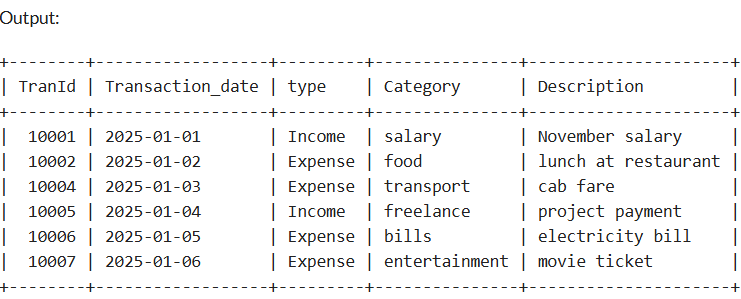 Output:
+--------+------------------+---------+---------------+---------------------+
| TranId | Transaction_date | type    | Category      | Description         |
+--------+------------------+---------+---------------+---------------------+
|  10001 | 2025-01-01       | Income  | salary        | November salary     |
|  10002 | 2025-01-02       | Expense | food          | lunch at restaurant |
|  10004 | 2025-01-03       | Expense | transport     | cab fare            |
|  10005 | 2025-01-04       | Income  | freelance     | project payment     |
|  10006 | 2025-01-05       | Expense | bills         | electricity bill    |
|  10007 | 2025-01-06       | Expense | entertainment | movie ticket        |
+--------+------------------+---------+---------------+---------------------+